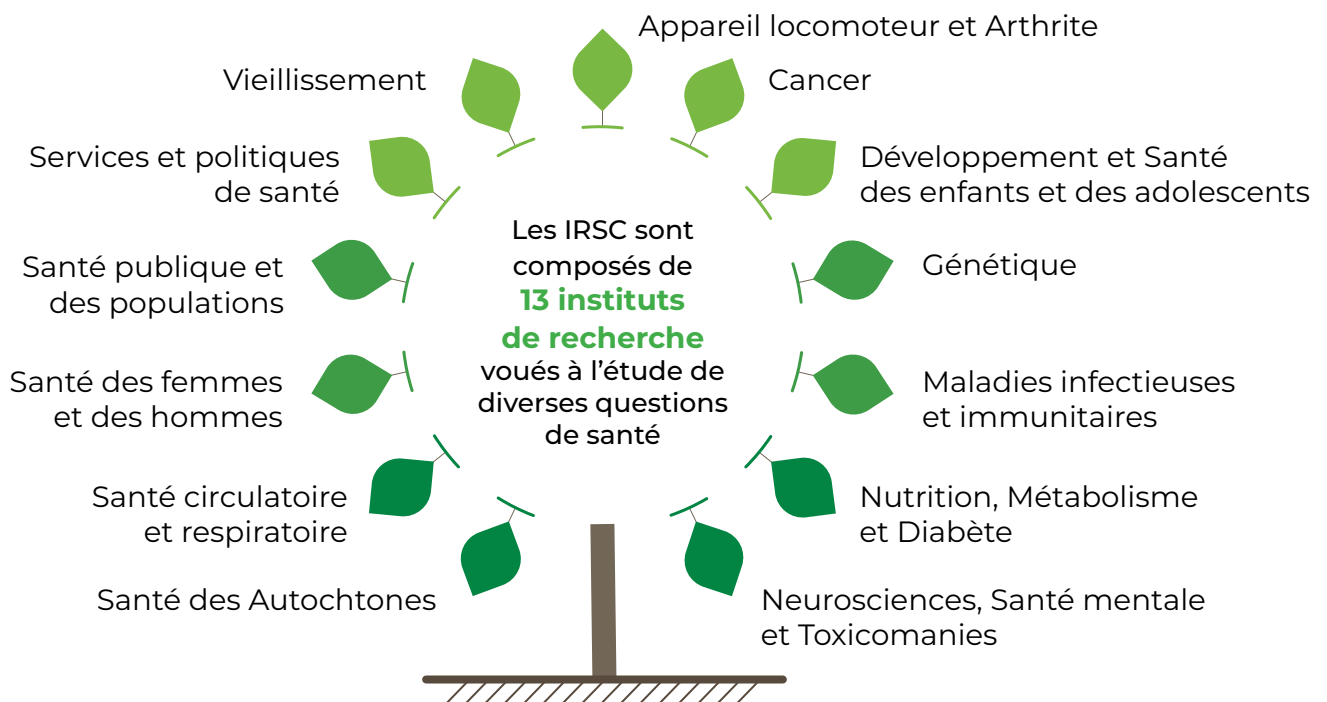 Appareil locomoteur et Arthrite
Cancer
Développement et Santé
des enfants et des adolescents
Génétique
Maladies infectieuses
et immunitaires
Nutrition, Métabolisme
et Diabète
Neurosciences, Santé mentale
et Toxicomanies
Santé des Autochtones
Santé circulatoire
et respiratoire
Santé des femmes
et des hommes
Santé publique et
des populations
Services et politiques
de santé
Vieillissement
Les IRSC sont
composés de
13 instituts
de recherche
voués à l’étude de
diverses questions
de santé